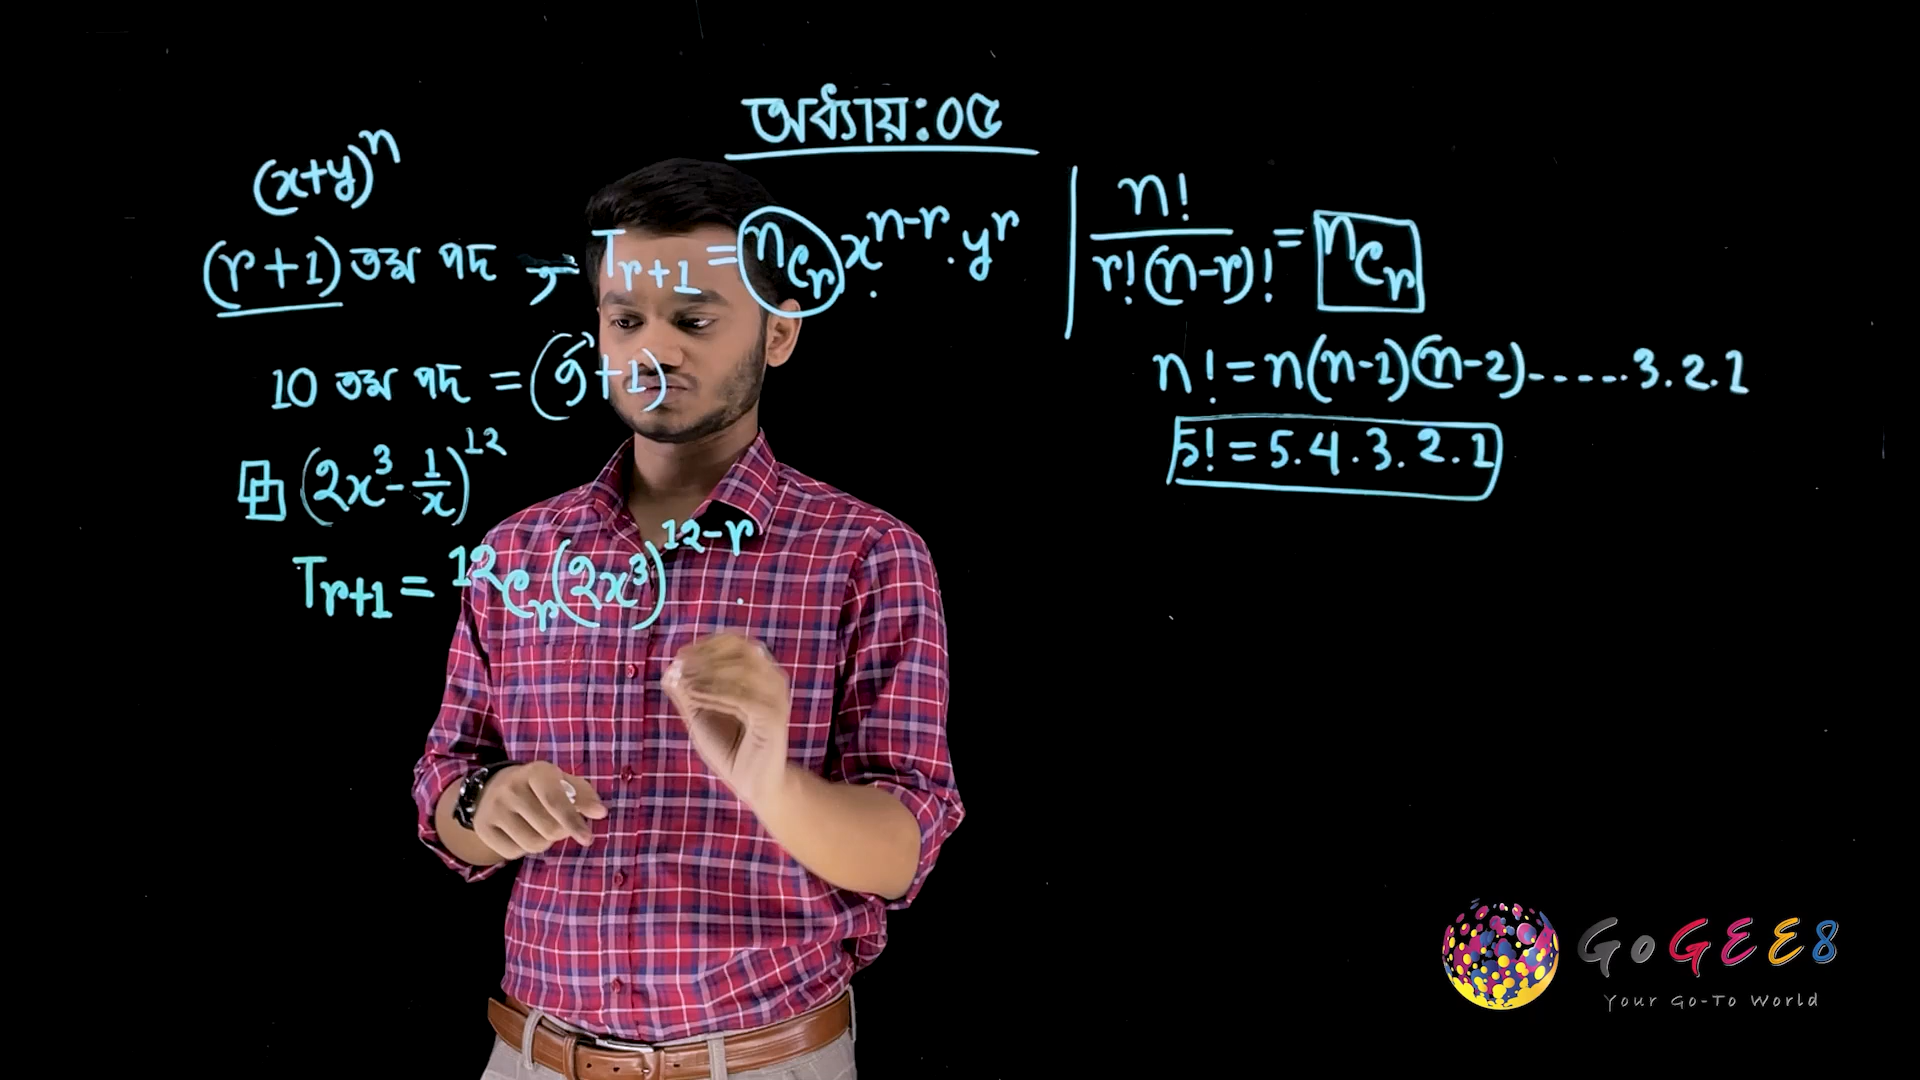 অধ্যায়:০৫
(x+y)^n
(r+1) তম পদ → T_{r+1} = ^nC_r x^{n-r}.y^r
10 তম পদ = (9+1)
(2x^3 - 1/x)^{12}
T_{r+1} = ^{12}C_r (2x^3)^{12-r} .
n!/r!(n-r)! = ^nC_r
n! = n(n-1)(n-2)-----.3.2.1
5! = 5.4.3.2.1
GoGEE8
Your Go-To World